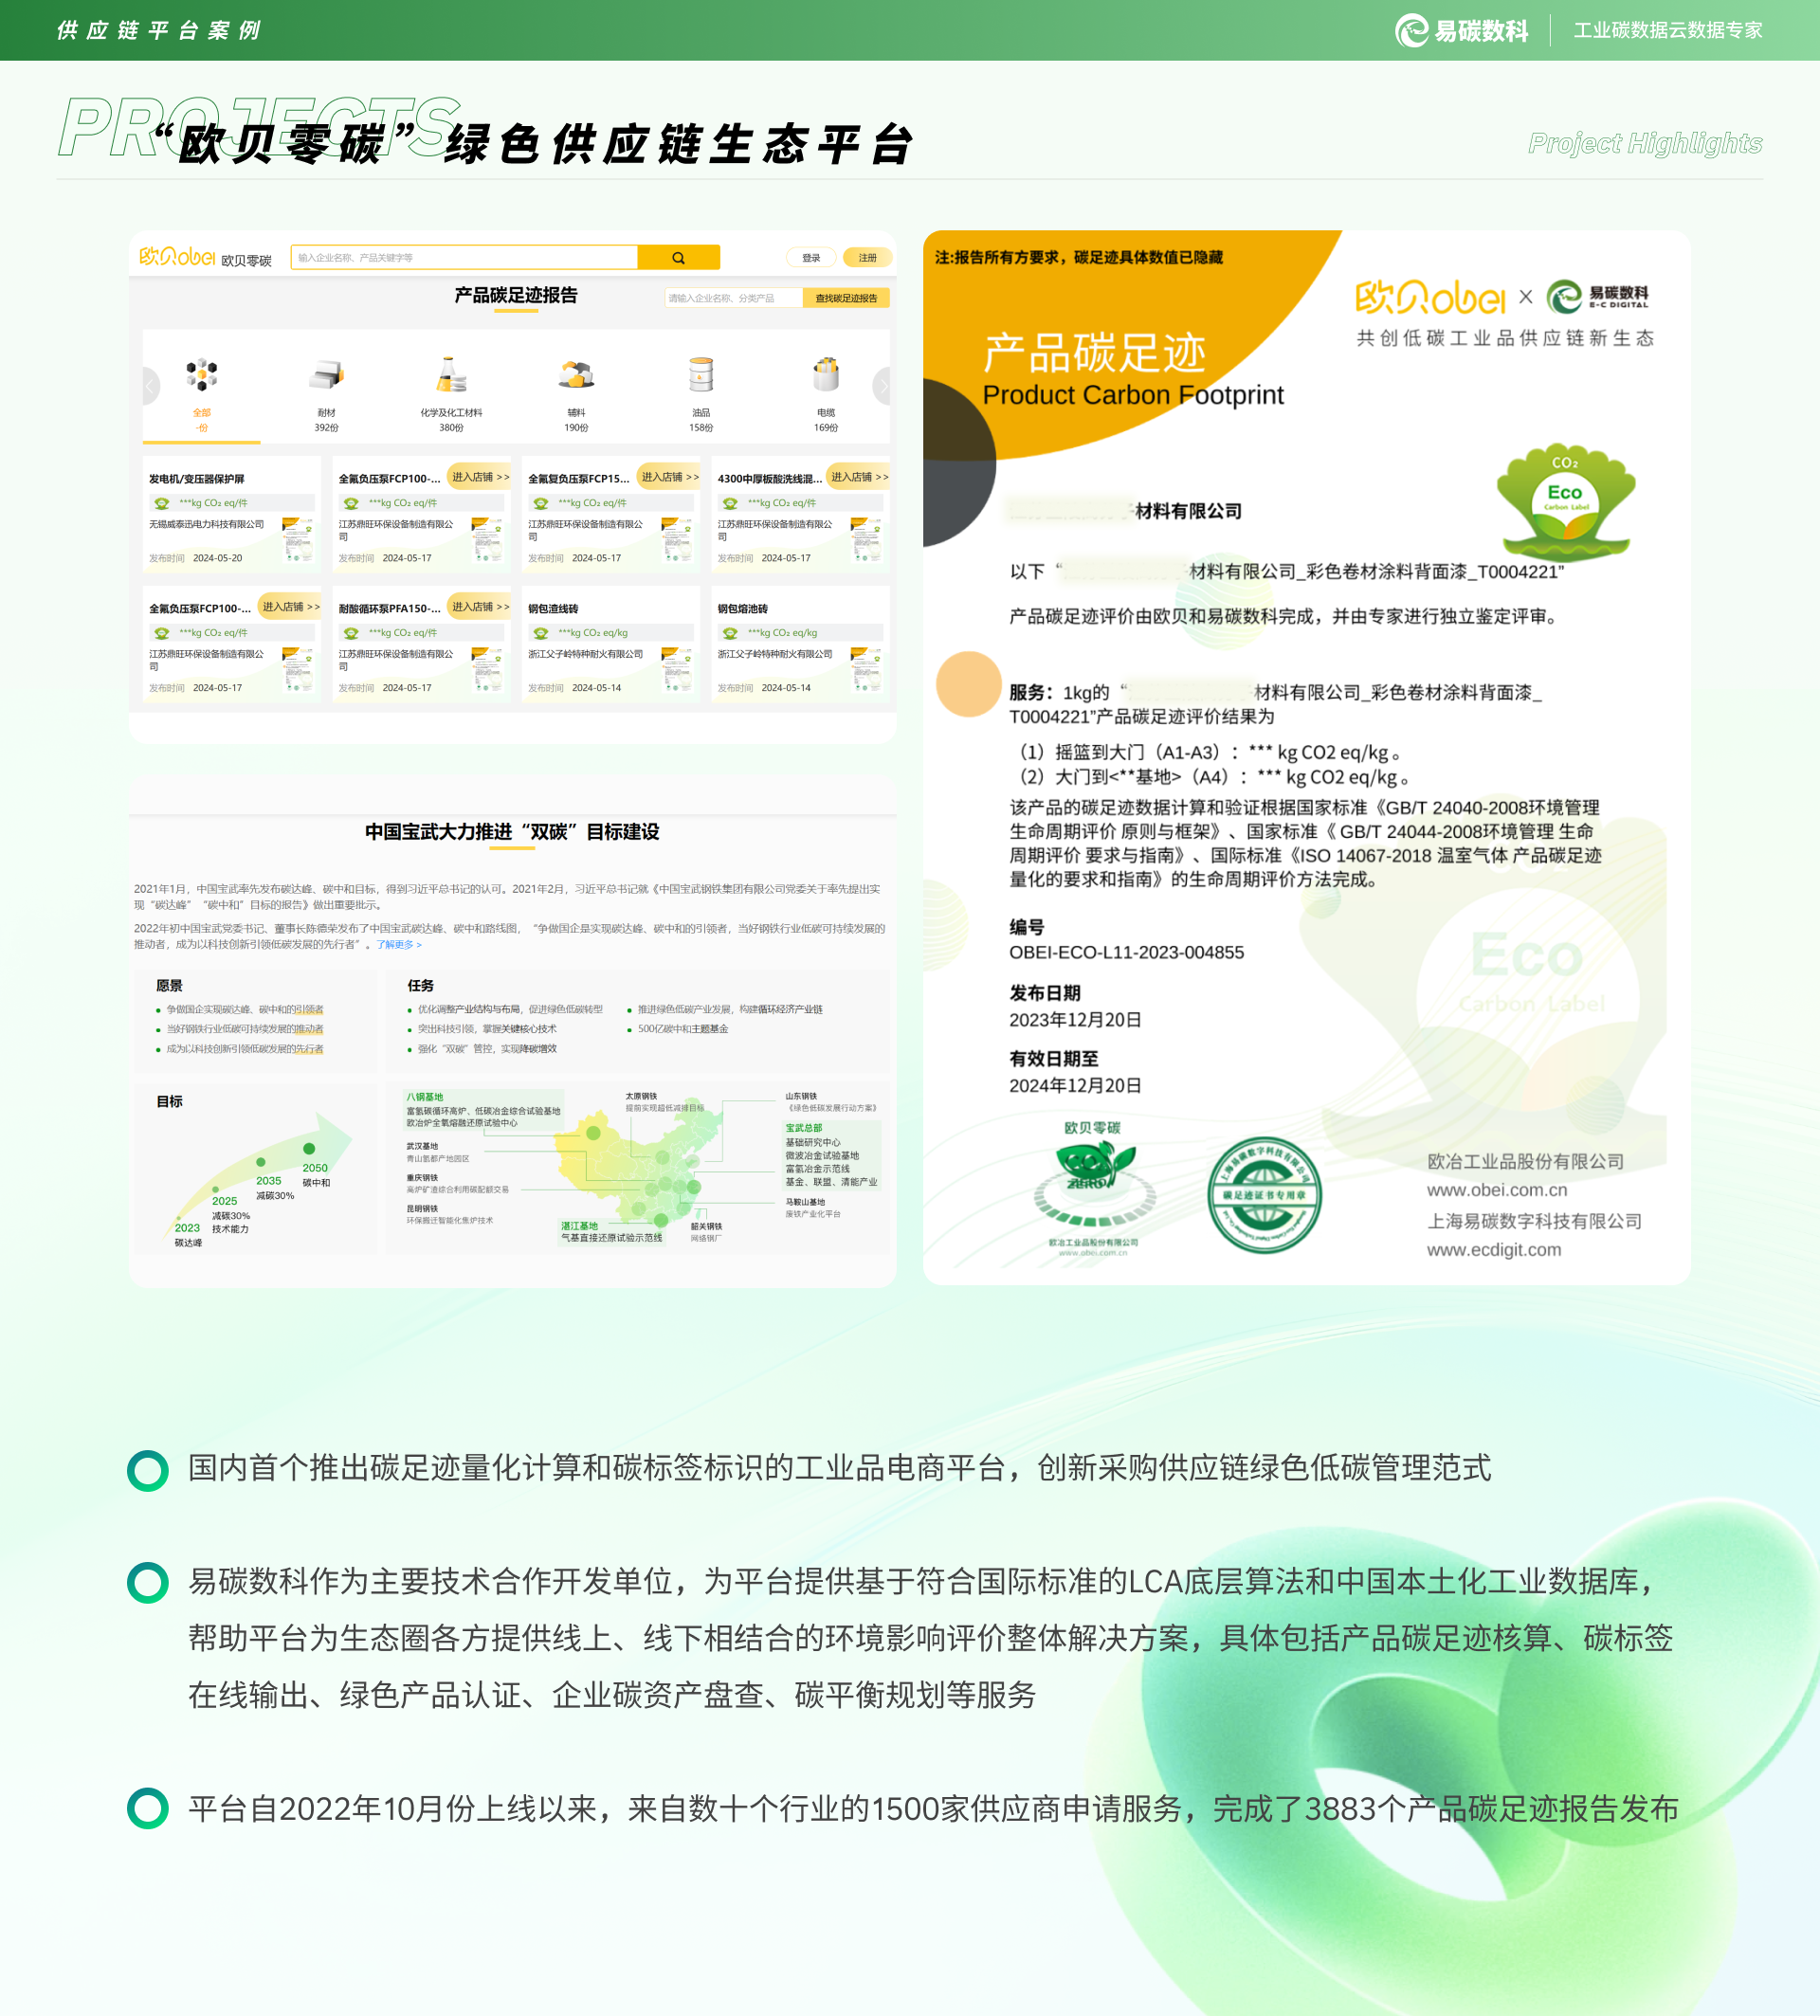 供应链平台案例
易碳数科
工业碳数据云数据专家
PROJECTS
“欧贝零碳”绿色供应链生态平台
Project Highlights
欧贝obei 欧贝零碳
输入企业名称、产品关键字等
登录
注册
产品碳足迹报告
请输入企业名称、分类产品
查找碳足迹报告
全部
-份
耐材
392份
化学及化工材料
380份
辅料
190份
油品
158份
电缆
169份
发电机/变压器保护屏
***kg CO₂ eq/件
无锡威泰迅电力科技有限公司
发布时间 2024-05-20
全氟负压泵FCP100-...
进入店铺 >>
***kg CO₂ eq/件
江苏鼎旺环保设备制造有限公
司
发布时间 2024-05-17
全氟复负压泵FCP15...
进入店铺 >>
***kg CO₂ eq/件
江苏鼎旺环保设备制造有限公
司
发布时间 2024-05-17
4300中厚板酸洗线混...
进入店铺 >>
***kg CO₂ eq/件
江苏鼎旺环保设备制造有限公
司
发布时间 2024-05-17
全氟负压泵FCP100-...
进入店铺 >>
***kg CO₂ eq/件
江苏鼎旺环保设备制造有限公
司
发布时间 2024-05-17
耐酸循环泵PFA150-...
进入店铺 >>
***kg CO₂ eq/件
江苏鼎旺环保设备制造有限公
司
发布时间 2024-05-17
钢包渣线砖
***kg CO₂ eq/kg
浙江父子岭特种耐火有限公司
发布时间 2024-05-14
钢包熔池砖
***kg CO₂ eq/kg
浙江父子岭特种耐火有限公司
发布时间 2024-05-14
中国宝武大力推进“双碳”目标建设
2021年1月，中国宝武率先发布碳达峰、碳中和目标，得到习近平总书记的认可。2021年2月，习近平总书记就《中国宝武钢铁集团有限公司党委关于率先提出实
现“碳达峰”“碳中和”目标的报告》做出重要批示。
2022年初中国宝武党委书记、董事长陈德荣发布了中国宝武碳达峰、碳中和路线图，“争做国企是实现碳达峰、碳中和的引领者，当好钢铁行业低碳可持续发展的
推动者，成为以科技创新引领低碳发展的先行者”。了解更多 >
愿景
争做国企实现碳达峰、碳中和的引领者
当好钢铁行业低碳可持续发展的推动者
成为以科技创新引领低碳发展的先行者
任务
优化调整产业结构与布局，促进绿色低碳转型
突出科技引领，掌握关键核心技术
强化“双碳”管控，实现降碳增效
推进绿色低碳产业发展，构建循环经济产业链
500亿碳中和主题基金
目标
2023
碳达峰
2025
减碳30%
技术能力
2035
减碳30%
2050
碳中和
八钢基地
富氢碳循环高炉、低碳冶金综合试验基地
欧冶炉全氧熔融还原试验中心
武汉基地
青山氢都产地园区
重庆钢铁
高炉矿渣综合利用碳配额交易
昆明钢铁
环保搬迁智能化焦炉技术
太原钢铁
提前实现超低减排目标
山东钢铁
《绿色低碳发展行动方案》
宝武总部
基础研究中心
微波冶金试验基地
富氢冶金示范线
基金、联盟、清能产业
马鞍山基地
废铁产业化平台
湛江基地
气基直接还原试验示范线
韶关钢铁
网络钢厂
注:报告所有方要求，碳足迹具体数值已隐藏
欧贝obei × 易碳数科
E-C DIGITAL
共创低碳工业品供应链新生态
产品碳足迹
Product Carbon Footprint
CO₂
Eco
Carbon Label
材料有限公司
以下“ 材料有限公司_彩色卷材涂料背面漆_T0004221”
产品碳足迹评价由欧贝和易碳数科完成，并由专家进行独立鉴定评审。
服务：1kg的“ 材料有限公司_彩色卷材涂料背面漆_
T0004221”产品碳足迹评价结果为
（1）摇篮到大门（A1-A3）：*** kg CO2 eq/kg 。
（2）大门到<**基地>（A4）：*** kg CO2 eq/kg 。
该产品的碳足迹数据计算和验证根据国家标准《GB/T 24040-2008环境管理
生命周期评价 原则与框架》、国家标准《 GB/T 24044-2008环境管理 生命
周期评价 要求与指南》、国际标准《ISO 14067-2018 温室气体 产品碳足迹
量化的要求和指南》的生命周期评价方法完成。
Eco
Carbon Label
编号
OBEI-ECO-L11-2023-004855
发布日期
2023年12月20日
有效日期至
2024年12月20日
欧贝零碳
ZERO
欧冶工业品股份有限公司
www.obei.com.cn
上海易碳数字科技有限公司
碳足迹证书专用章
欧冶工业品股份有限公司
www.obei.com.cn
上海易碳数字科技有限公司
www.ecdigit.com
国内首个推出碳足迹量化计算和碳标签标识的工业品电商平台，创新采购供应链绿色低碳管理范式
易碳数科作为主要技术合作开发单位，为平台提供基于符合国际标准的LCA底层算法和中国本土化工业数据库，
帮助平台为生态圈各方提供线上、线下相结合的环境影响评价整体解决方案，具体包括产品碳足迹核算、碳标签
在线输出、绿色产品认证、企业碳资产盘查、碳平衡规划等服务
平台自2022年10月份上线以来，来自数十个行业的1500家供应商申请服务，完成了3883个产品碳足迹报告发布